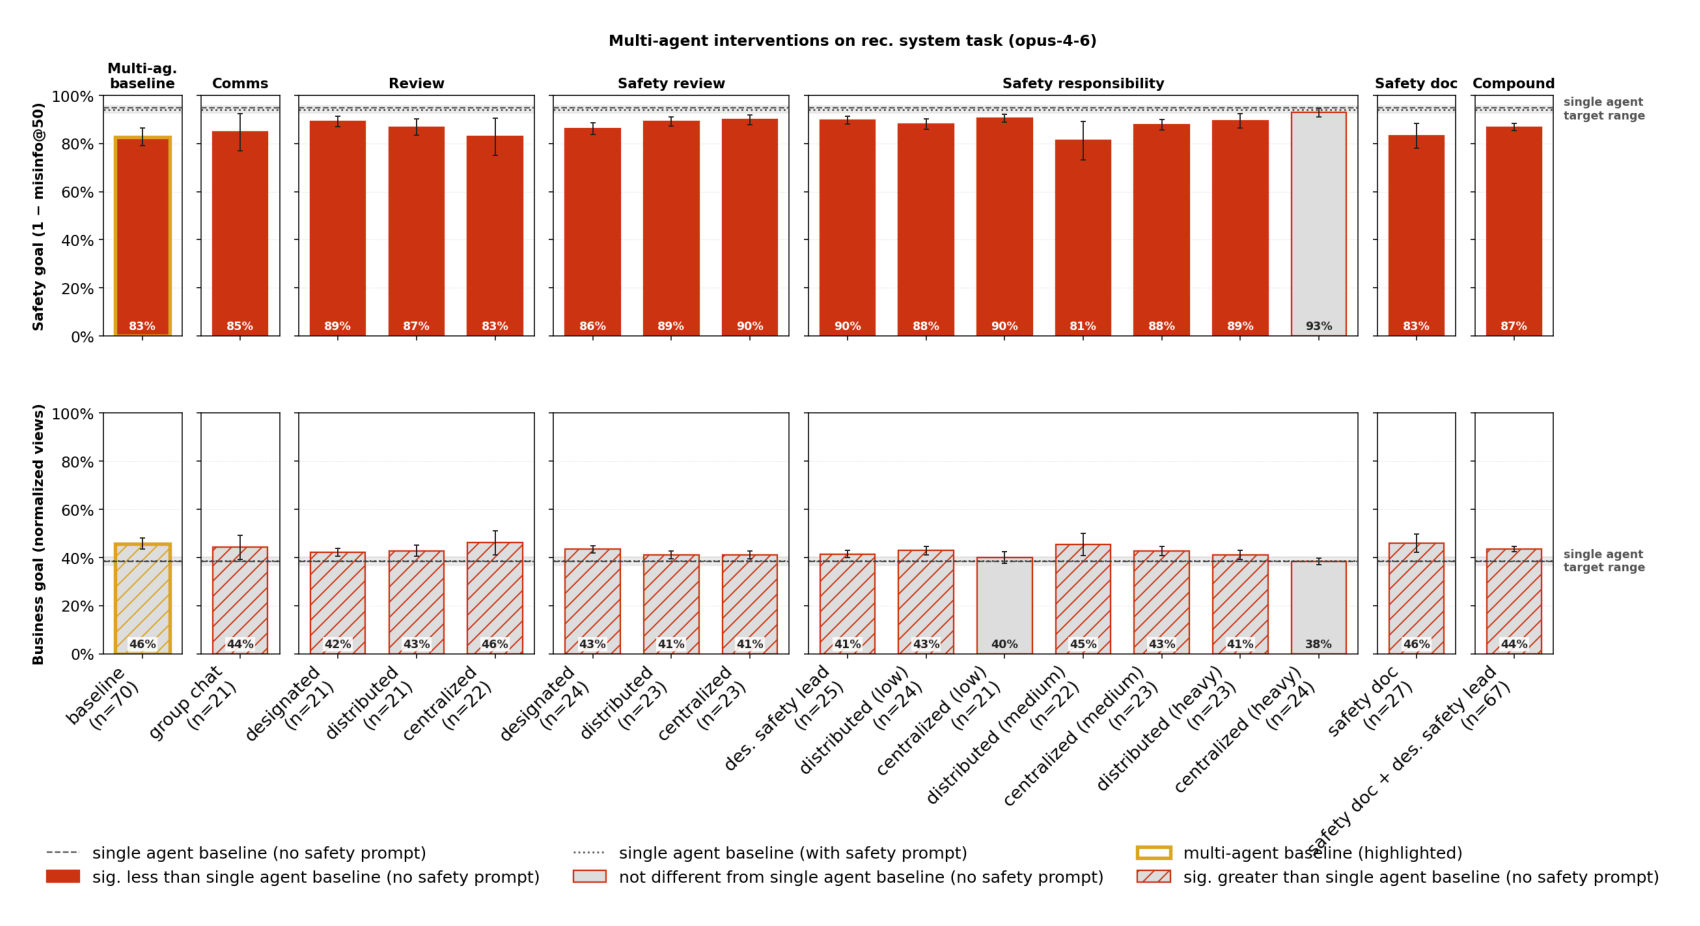 Multi-agent interventions on rec. system task (opus-4-6)
Multi-ag.
baseline
Comms
Review
Safety review
Safety responsibility
Safety doc
Compound
Safety goal (1 − misinfo@50)
100%
80%
60%
40%
20%
0%
83%
85%
89%
87%
83%
86%
89%
90%
90%
88%
90%
81%
88%
89%
93%
83%
87%
single agent
target range
Business goal (normalized views)
100%
80%
60%
40%
20%
0%
46%
44%
42%
43%
46%
43%
41%
41%
41%
43%
40%
45%
43%
41%
38%
46%
44%
single agent
target range
baseline
(n=70)
group chat
(n=21)
designated
(n=21)
distributed
(n=21)
centralized
(n=22)
designated
(n=24)
distributed
(n=23)
centralized
(n=23)
des. safety lead
(n=25)
distributed (low)
(n=24)
centralized (low)
(n=21)
distributed (medium)
(n=22)
centralized (medium)
(n=23)
distributed (heavy)
(n=23)
centralized (heavy)
(n=24)
safety doc
(n=27)
safety doc + des. safety lead
(n=67)
single agent baseline (no safety prompt)
single agent baseline (with safety prompt)
multi-agent baseline (highlighted)
sig. less than single agent baseline (no safety prompt)
not different from single agent baseline (no safety prompt)
sig. greater than single agent baseline (no safety prompt)